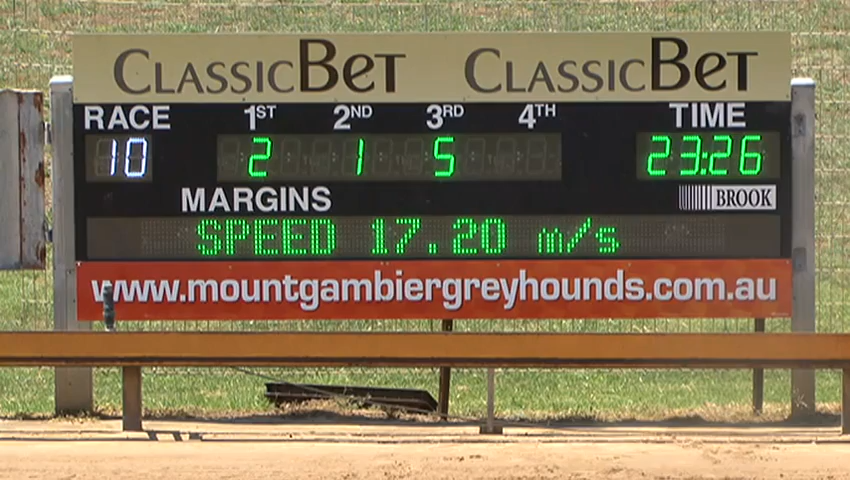 CLASSICBET CLASSICBET
RACE 1ST 2ND 3RD 4TH TIME
10 2 1 5 23:26
MARGINS BROOK
SPEED 17.20 m/s
www.mountgambiergreyhounds.com.au